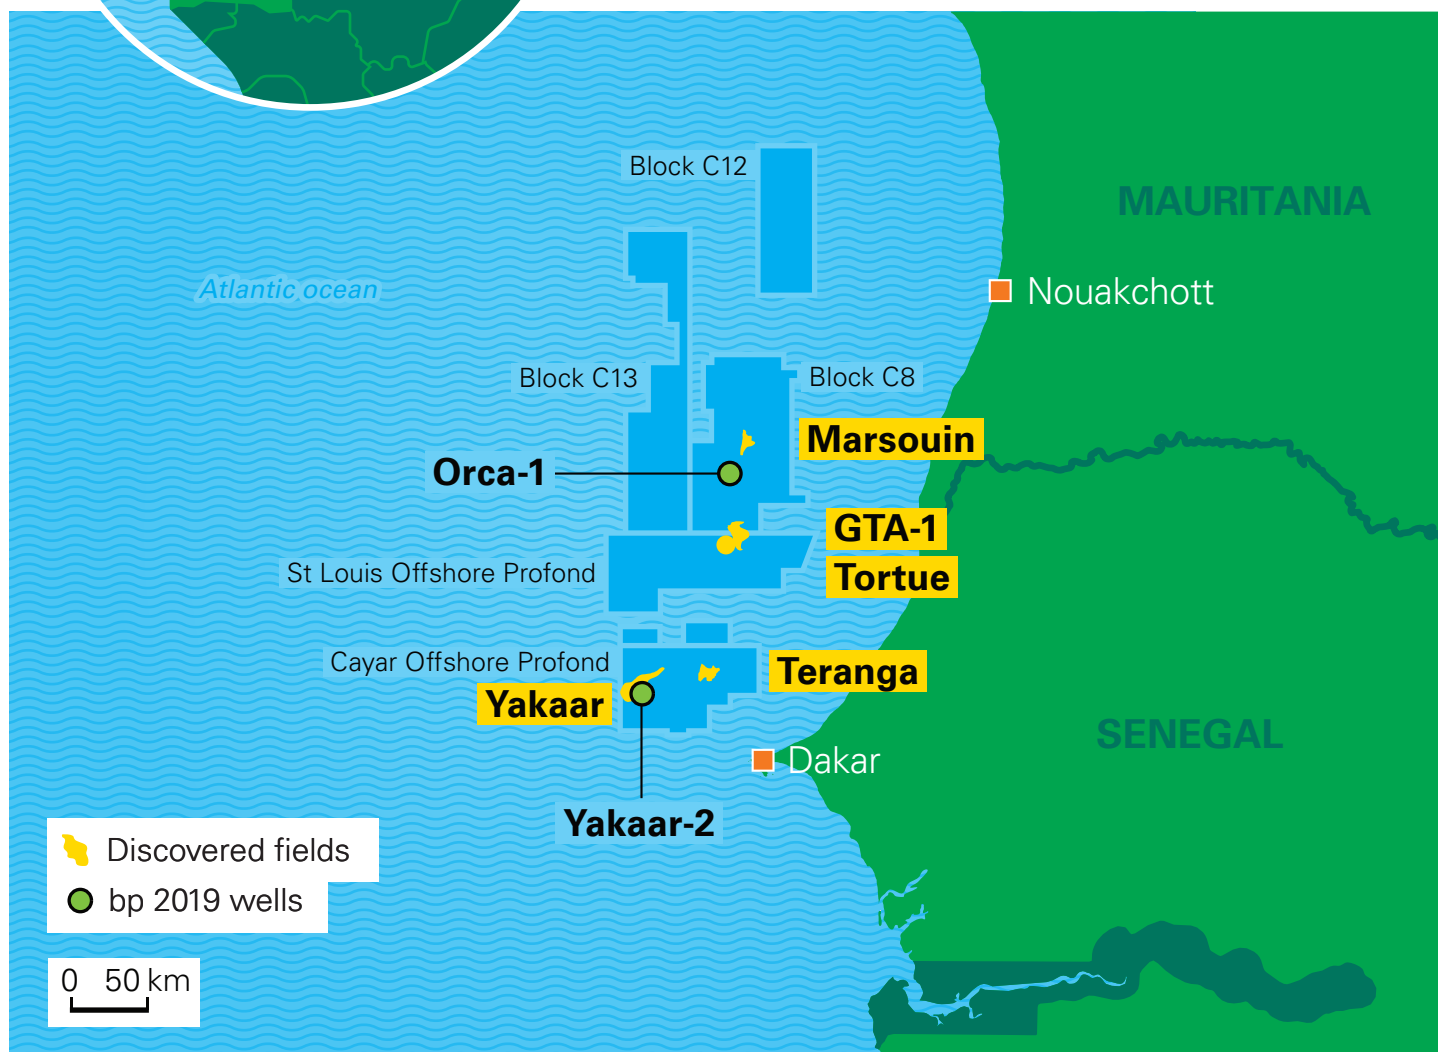 Block C12
MAURITANIA
Atlantic ocean
Nouakchott
Block C13
Block C8
Marsouin
Orca-1
GTA-1
St Louis Offshore Profond
Tortue
Cayar Offshore Profond
Teranga
Yakaar
SENEGAL
Dakar
Yakaar-2
Discovered fields
bp 2019 wells
0 50 km